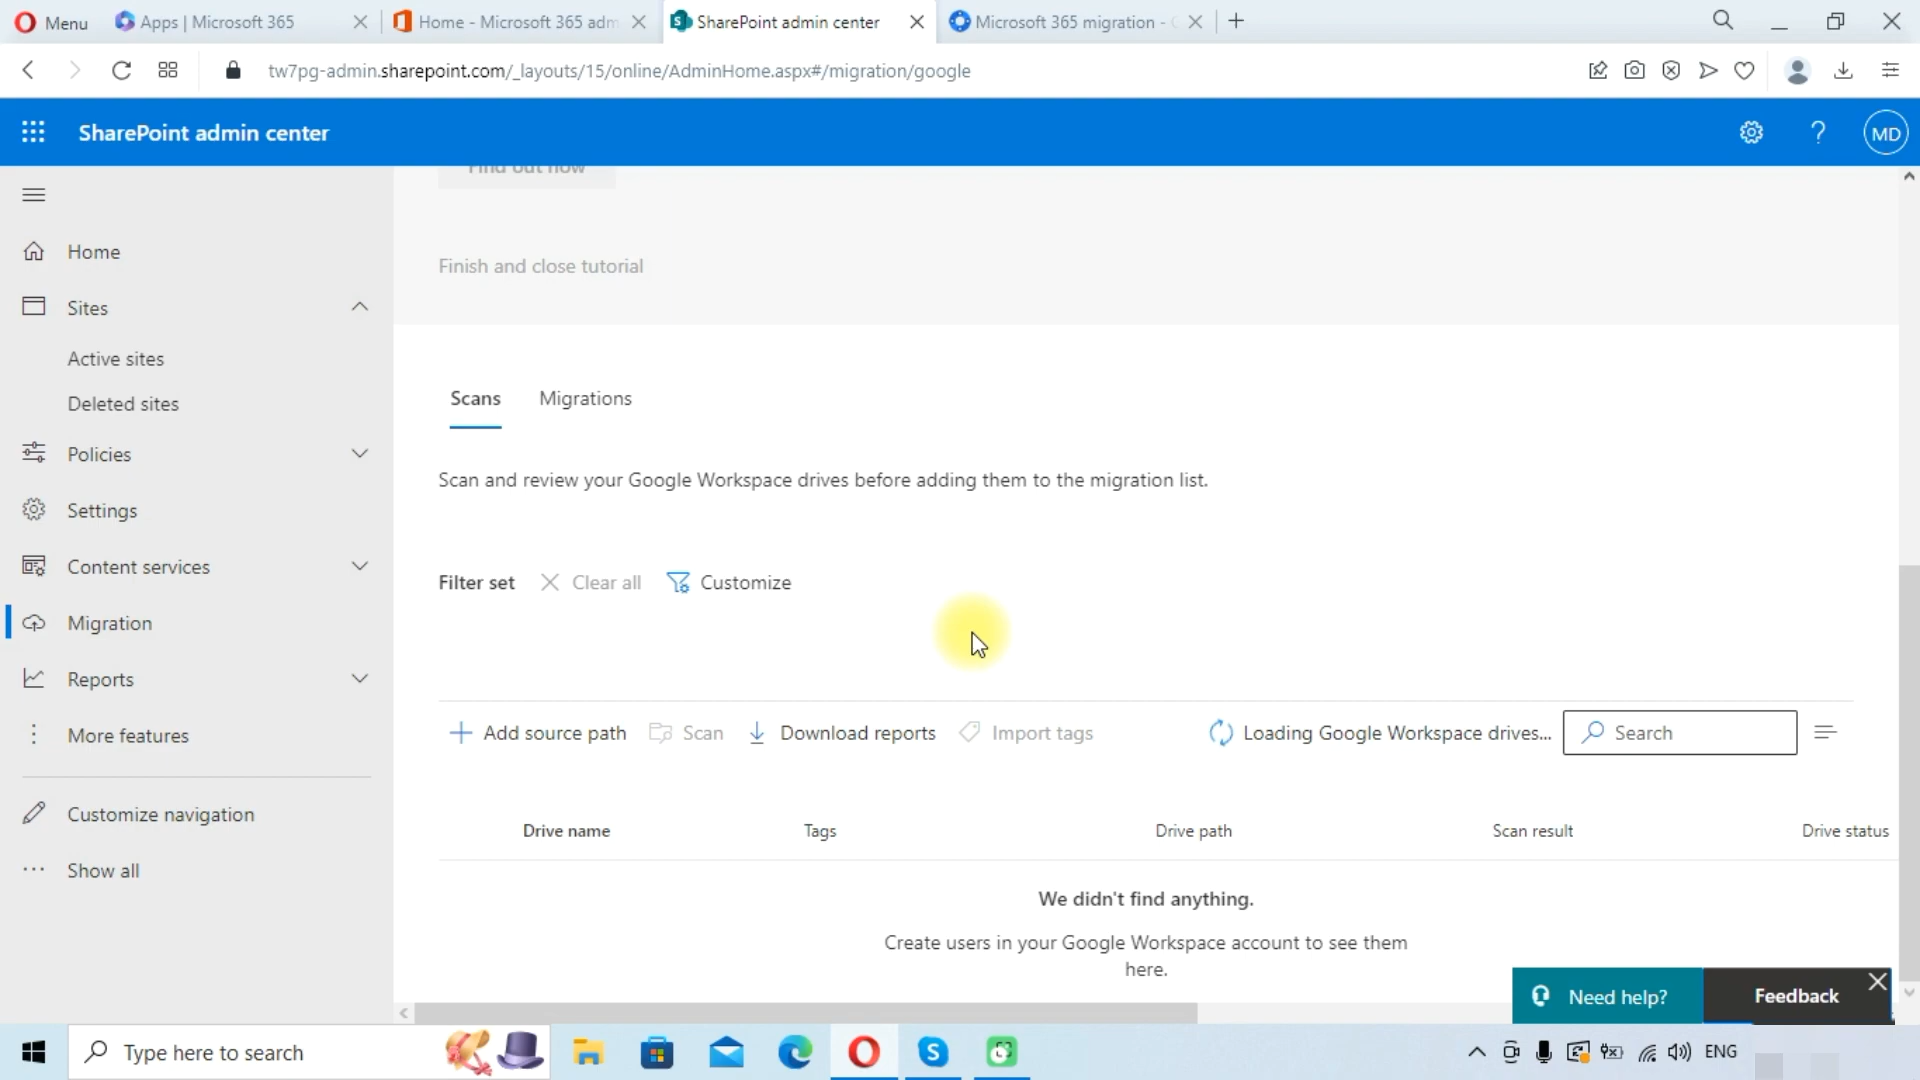 Menu
Apps | Microsoft 365
Home - Microsoft 365 adm
SharePoint admin center
Microsoft 365 migration -
tw7pg-admin.sharepoint.com/_layouts/15/online/AdminHome.aspx#/migration/google
SharePoint admin center
MD
Home
Sites
Active sites
Deleted sites
Policies
Settings
Content services
Migration
Reports
More features
Customize navigation
Show all
Find out now
Finish and close tutorial
Scans Migrations
Scan and review your Google Workspace drives before adding them to the migration list.
Filter set Clear all Customize
Add source path Scan Download reports Import tags Loading Google Workspace drives... Search
Drive name Tags Drive path Scan result Drive status
We didn't find anything.
Create users in your Google Workspace account to see them
here.
Need help? Feedback
Type here to search
ENG